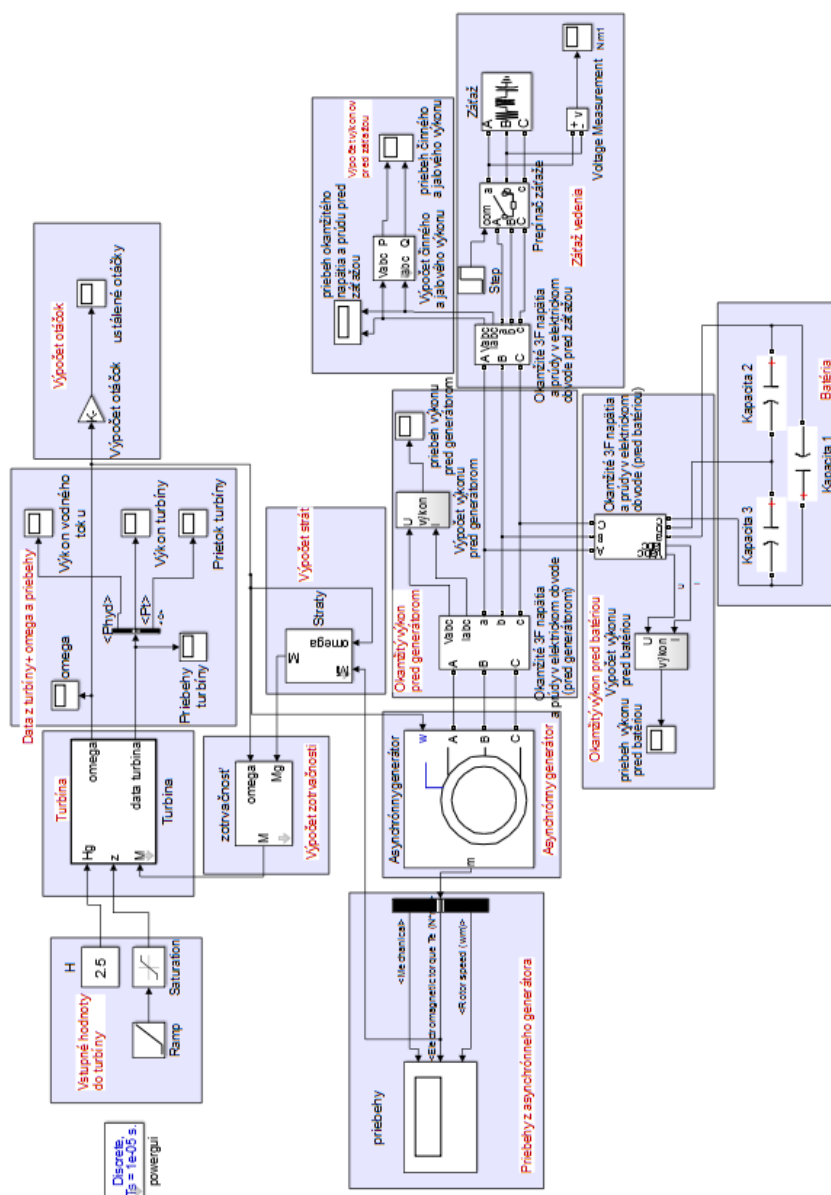 Discrete,
Ts = 1e-05 s.
powergui
Vstupné hodnoty
do turbíny
H
2.5
Ramp
Saturation
Turbína
Hg
z
M
omega
data turbína
Turbína
Data z turbíny+ omega a priebehy
omega
<Phyd>
<Pt>
Výkon vodného
toku
Výkon turbíny
Prietok turbíny
Priebehy
turbíny
Výpočet otáčok
K-
Výpočet otáčok
ustálené otáčky
zotrvačnosť
M
omega
Mg
Výpočet zotrvačnosti
Výpočet strát
Straty
M
omega
Priebehy z asynchrónneho generátora
priebehy
<Mechanical>
<Electromagnetic torque Te (N*
<Rotor speed (wm)>
Asynchrónny generátor
m
w
A
B
C
Asynchrónny generátor
Okamžitý výkon
pred generátorom
A
B
C
Vabc
Iabc
a
b
c
Okamžité 3F napätia
a prúdy v elektrickom obvode
(pred generátorom)
U
I
výkon
Výpočet výkonu
pred generátorom
priebeh výkonu
pred generátorom
Okamžitý výkon pred batériou
Výpočet výkonu
pred batériou
U
I
výkon
priebeh výkonu
pred batériou
u
Okamžité 3F napätia
a prúdy v elektrickom
obvode (pred batériou)
A
B
C
Kapacita 3
Kapacita 2
Kapacita 1
Batéria
Výpočet výkonov
pred záťažou
priebeh okamžitého
napätia a prúdu pred
záťažou
Vabc
Iabc
P
Q
Výpočet činného
a jalového výkonu
priebeh činného
a jalového výkonu
A
B
C
Vabc
Iabc
a
b
c
Okamžité 3F napätia
a prúdy v elektrickom
obvode pred záťažou
Step
com
A
B
C
a
b
c
Prepínač záťaže
Záťaž
A
B
C
+
-
v
Voltage Measurement
Nm1
Záťaž vedenia